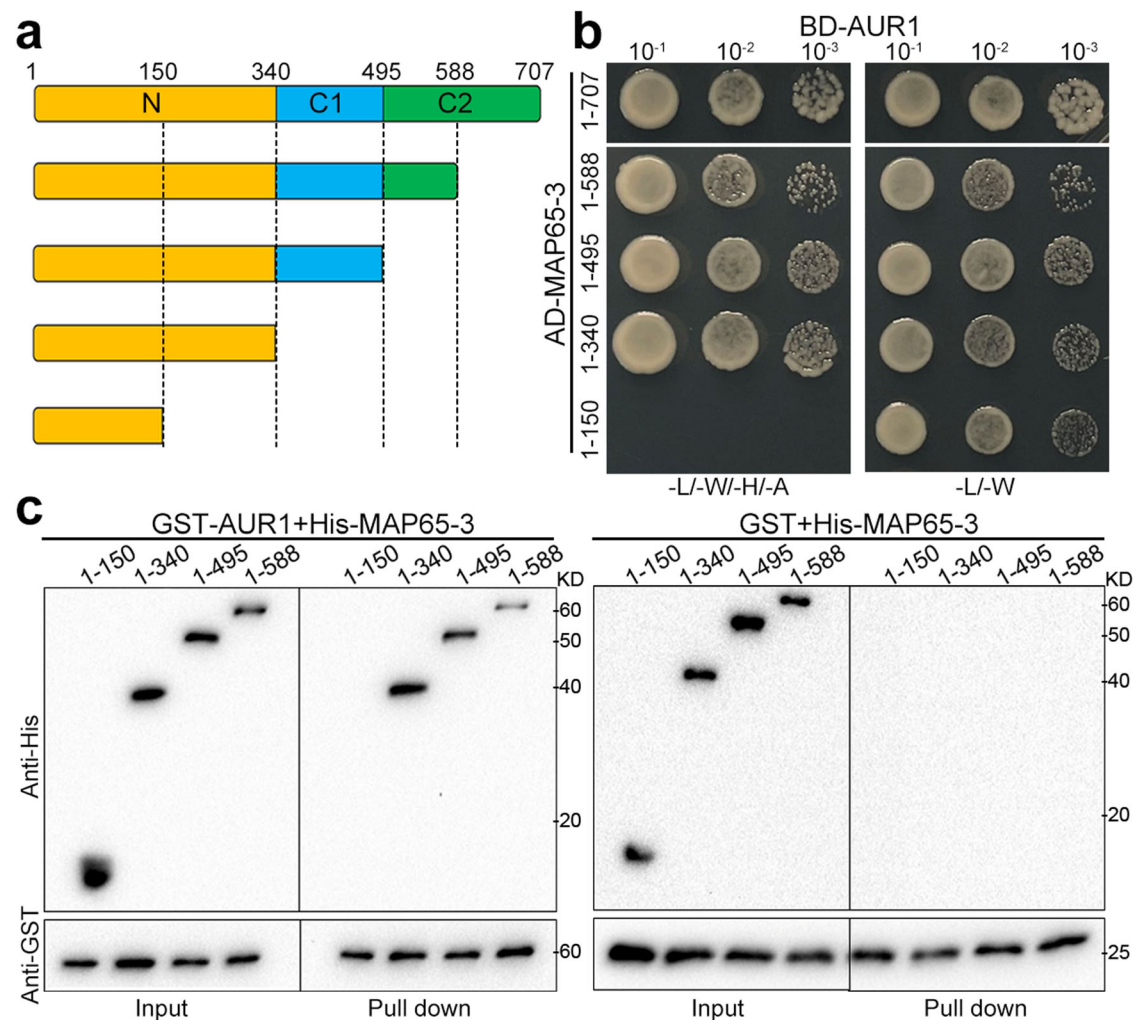 a
1 150 340 495 588 707
N C1 C2
b
BD-AUR1
10-1 10-2 10-3 10-1 10-2 10-3
AD-MAP65-3
1-707
1-588
1-495
1-340
1-150
-L/-W/-H/-A -L/-W
c
GST-AUR1+His-MAP65-3 GST+His-MAP65-3
1-150 1-340 1-495 1-588 1-150 1-340 1-495 1-588 KD 1-150 1-340 1-495 1-588 1-150 1-340 1-495 1-588 KD
Anti-His
-60 -60
-50 -50
-40 -40
-20 -20
Anti-GST
-60 -25
Input Pull down Input Pull down